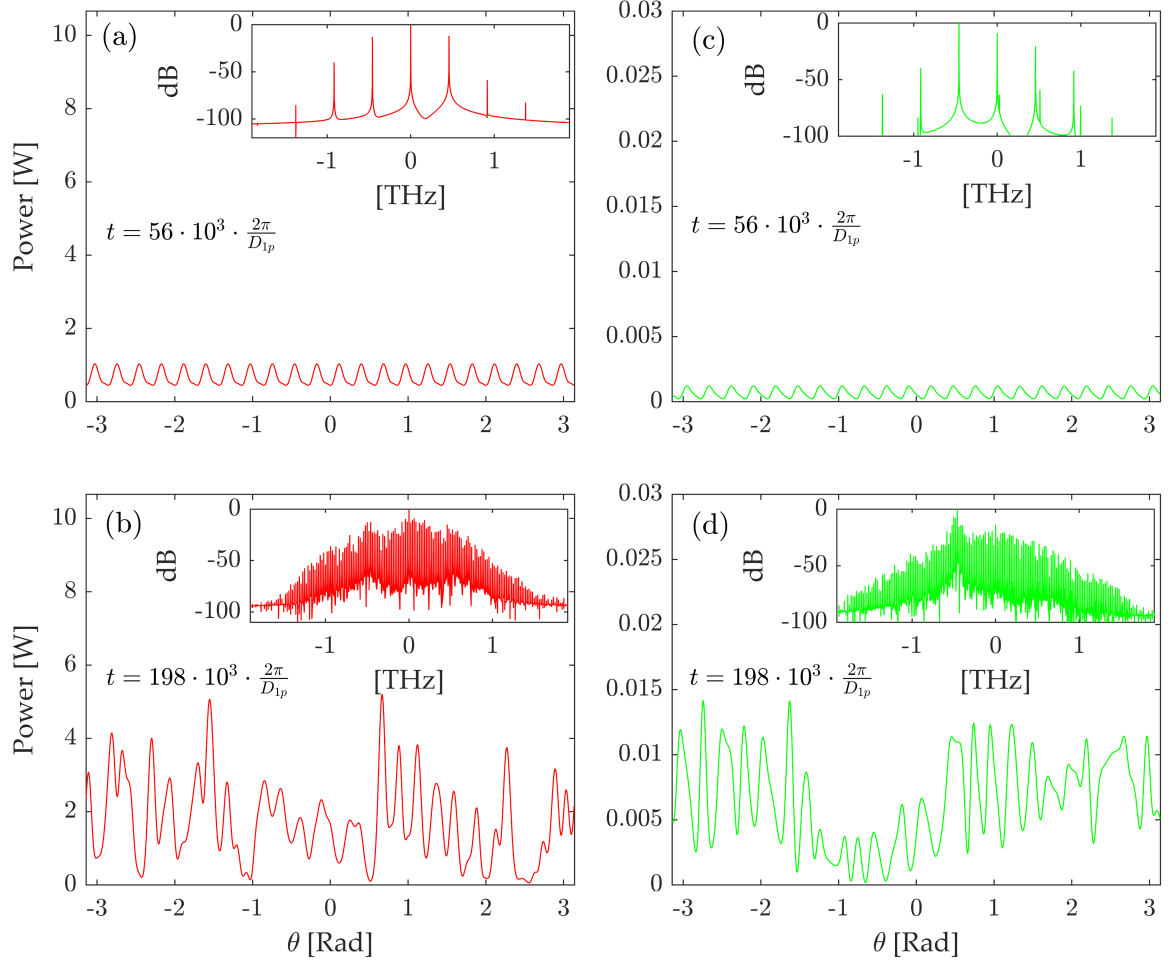 (a)
10
8
6
4
2
0
Power [W]
0
-50
-100
dB
-1 0 1
[THz]
t = 56 · 10³ · 2π/D₁ₚ
-3 -2 -1 0 1 2 3
(c)
0.03
0.025
0.02
0.015
0.01
0.005
0
0
-50
-100
dB
-1 0 1
[THz]
t = 56 · 10³ · 2π/D₁ₚ
-3 -2 -1 0 1 2 3
(b)
10
8
6
4
2
0
Power [W]
0
-50
-100
dB
-1 0 1
[THz]
t = 198 · 10³ · 2π/D₁ₚ
-3 -2 -1 0 1 2 3
θ [Rad]
(d)
0.03
0.025
0.02
0.015
0.01
0.005
0
0
-50
-100
dB
-1 0 1
[THz]
t = 198 · 10³ · 2π/D₁ₚ
-3 -2 -1 0 1 2 3
θ [Rad]